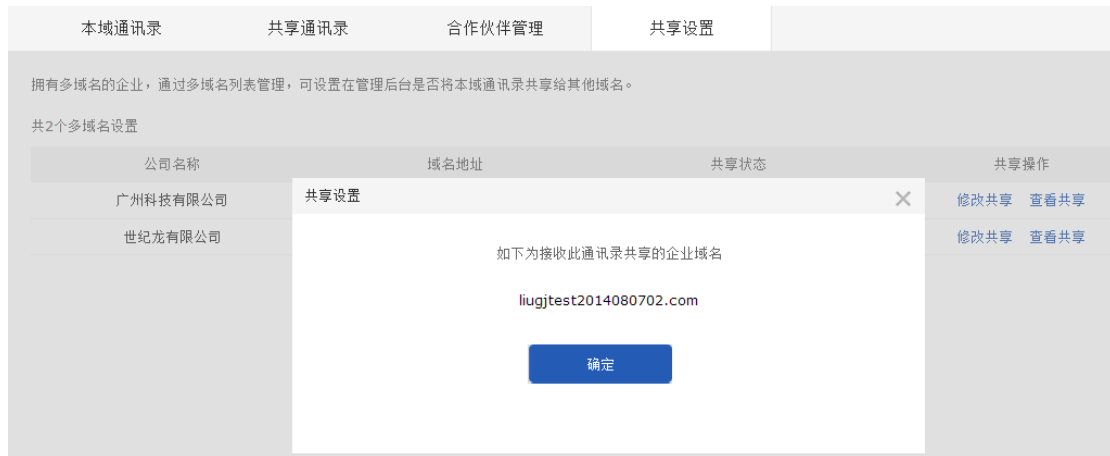 本域通讯录 共享通讯录 合作伙伴管理 共享设置
拥有多域名的企业，通过多域名列表管理，可设置在管理后台是否将本域通讯录共享给其他域名。
共2个多域名设置
公司名称 域名地址 共享状态 共享操作
广州科技有限公司 修改共享 查看共享
世纪龙有限公司 修改共享 查看共享
共享设置
如下为接收此通讯录共享的企业域名
liugjtest2014080702.com
确定